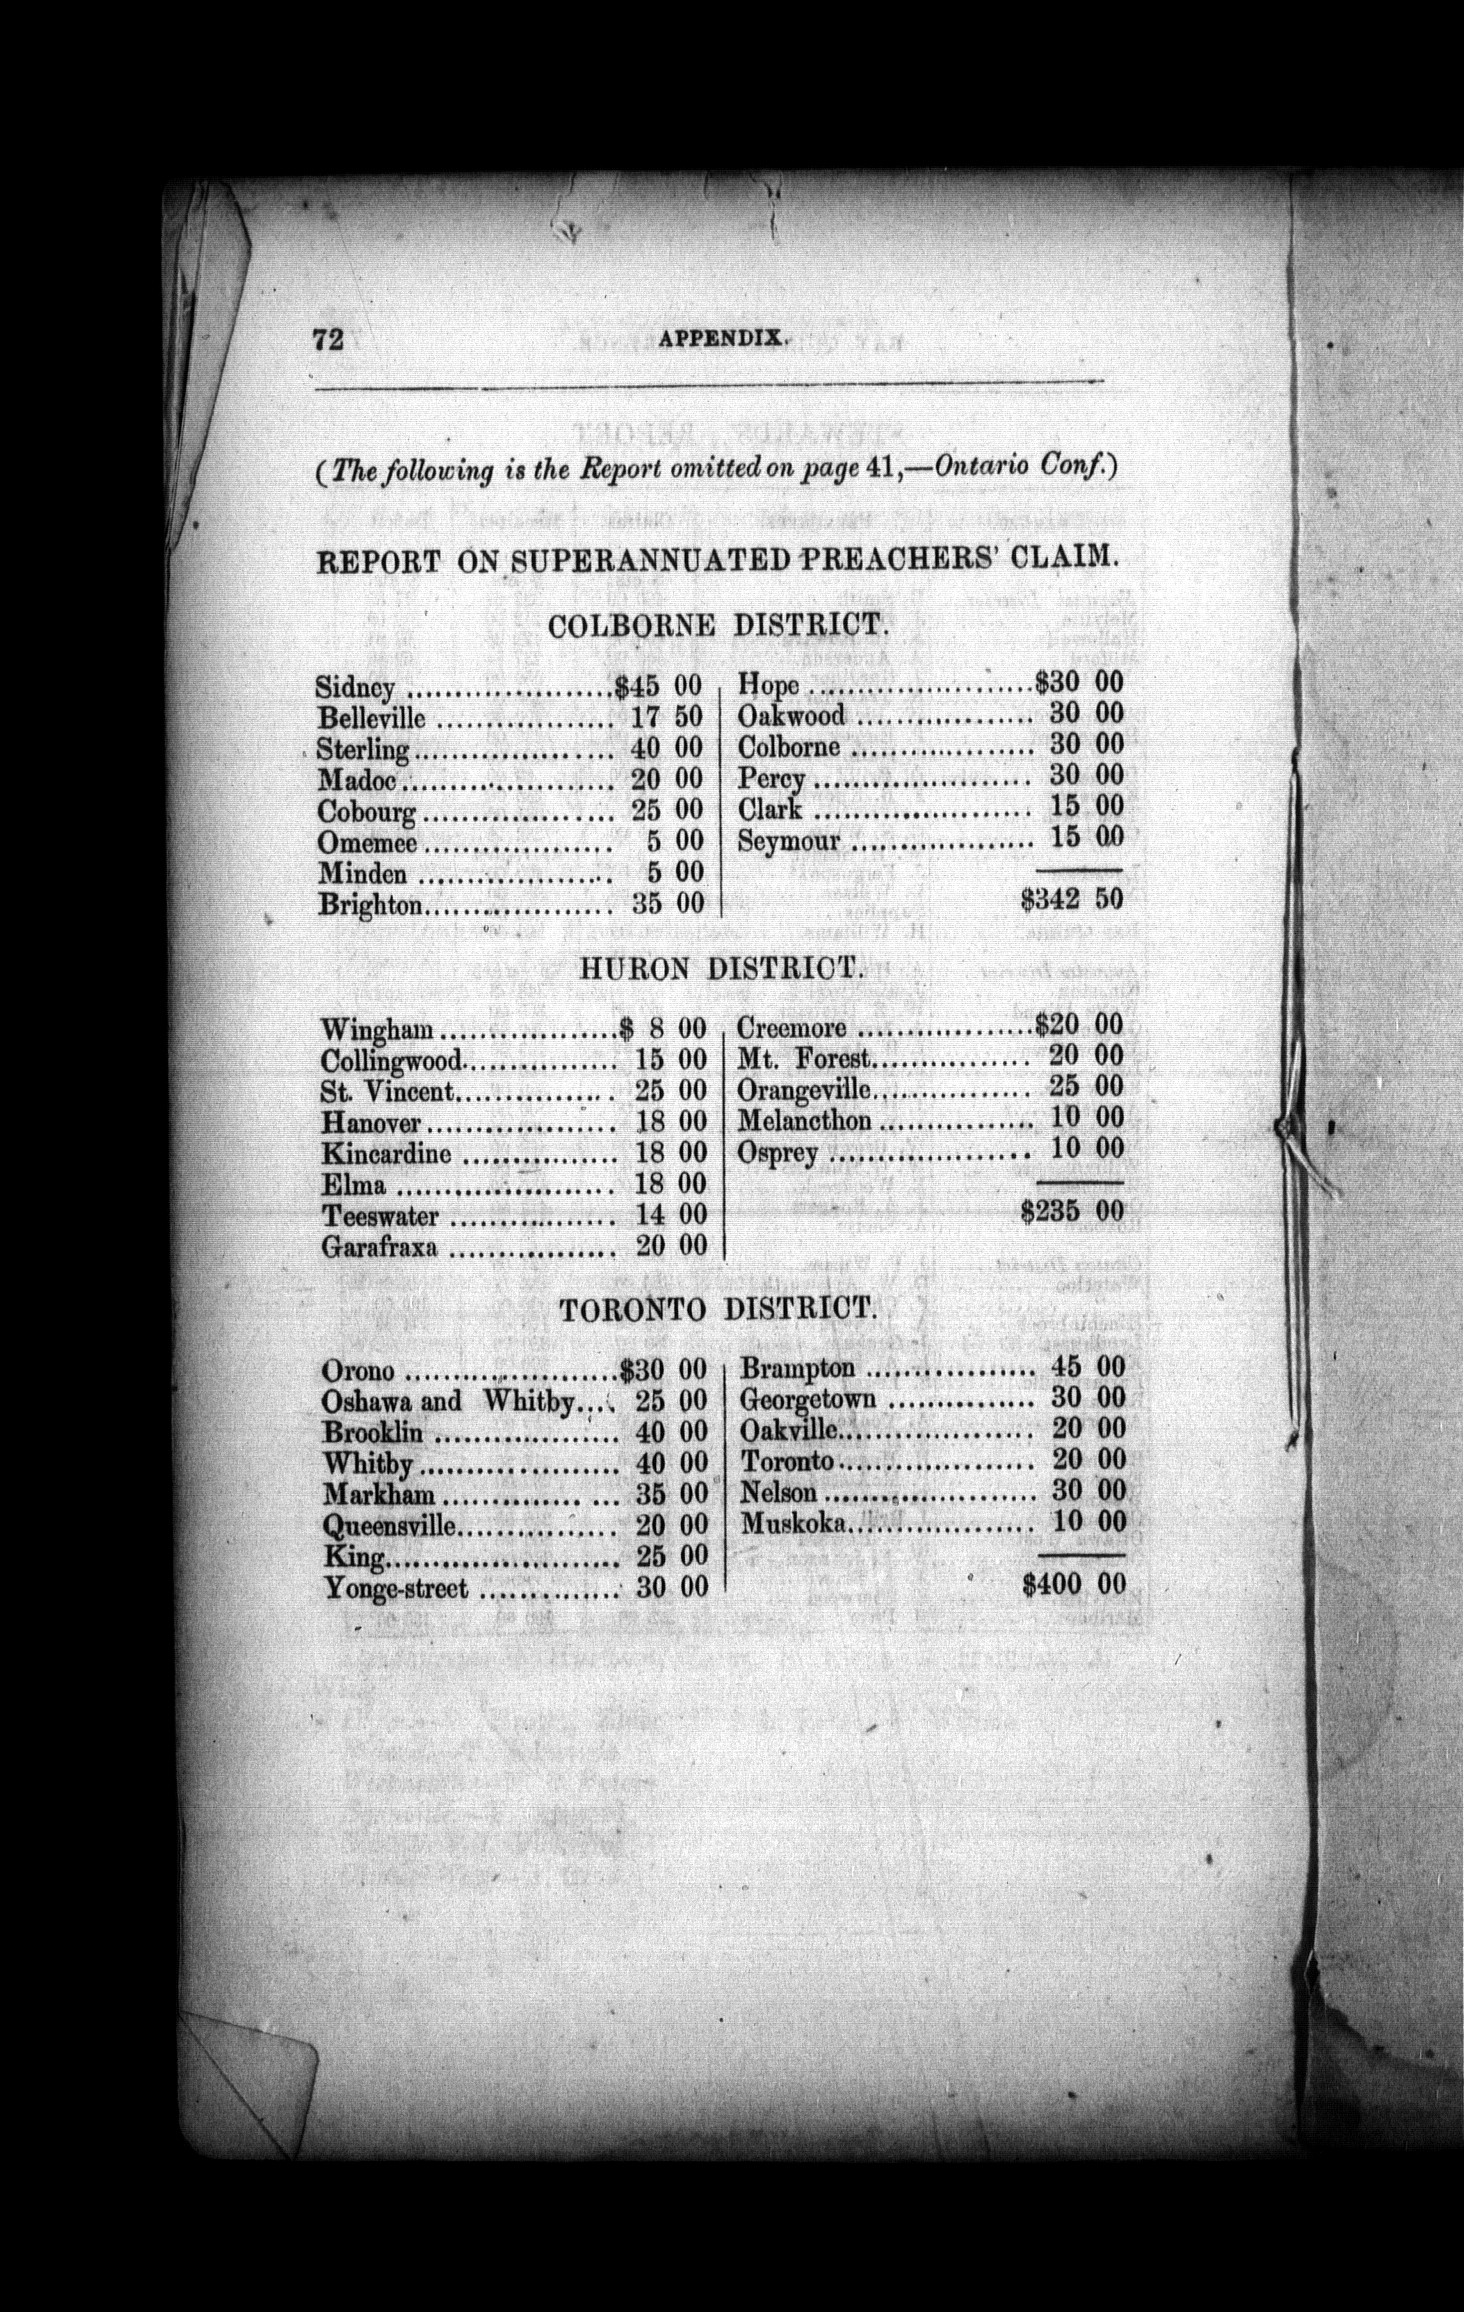 72
APPENDIX.
(The following is the Report omitted on page 41,—Ontario Conf.)
REPORT ON SUPERANNUATED PREACHERS' CLAIM.
COLBORNE DISTRICT.
Sidney ..................... $45 00
Belleville .................. 17 50
Sterling.................... 40 00
Madoc...................... 20 00
Cobourg.................... 25 00
Omemee................... 5 00
Minden .................... 5 00
Brighton................... 35 00
Hope .......................$30 00
Oakwood .................. 30 00
Colborne ................... 30 00
Percy ...................... 30 00
Clark ...................... 15 00
Seymour ................... 15 00
$342 50
HURON DISTRICT.
Wingham..................$ 8 00
Collingwood................ 15 00
St. Vincent................ 25 00
Hanover.................... 18 00
Kincardine ................ 18 00
Elma ...................... 18 00
Teeswater ................. 14 00
Garafraxa ................. 20 00
Creemore ..................$20 00
Mt. Forest................ 20 00
Orangeville................ 25 00
Melancthon ................ 10 00
Osprey .................... 10 00
$235 00
TORONTO DISTRICT.
Orono ......................$30 00
Oshawa and Whitby.... 25 00
Brooklin ................... 40 00
Whitby.................... 40 00
Markham .............. ... 35 00
Queensville................ 20 00
King........................ 25 00
Yonge-street .............. 30 00
Brampton ................. 45 00
Georgetown ............... 30 00
Oakville.................... 20 00
Toronto.................... 20 00
Nelson ...................... 30 00
Muskoka................... 10 00
$400 00